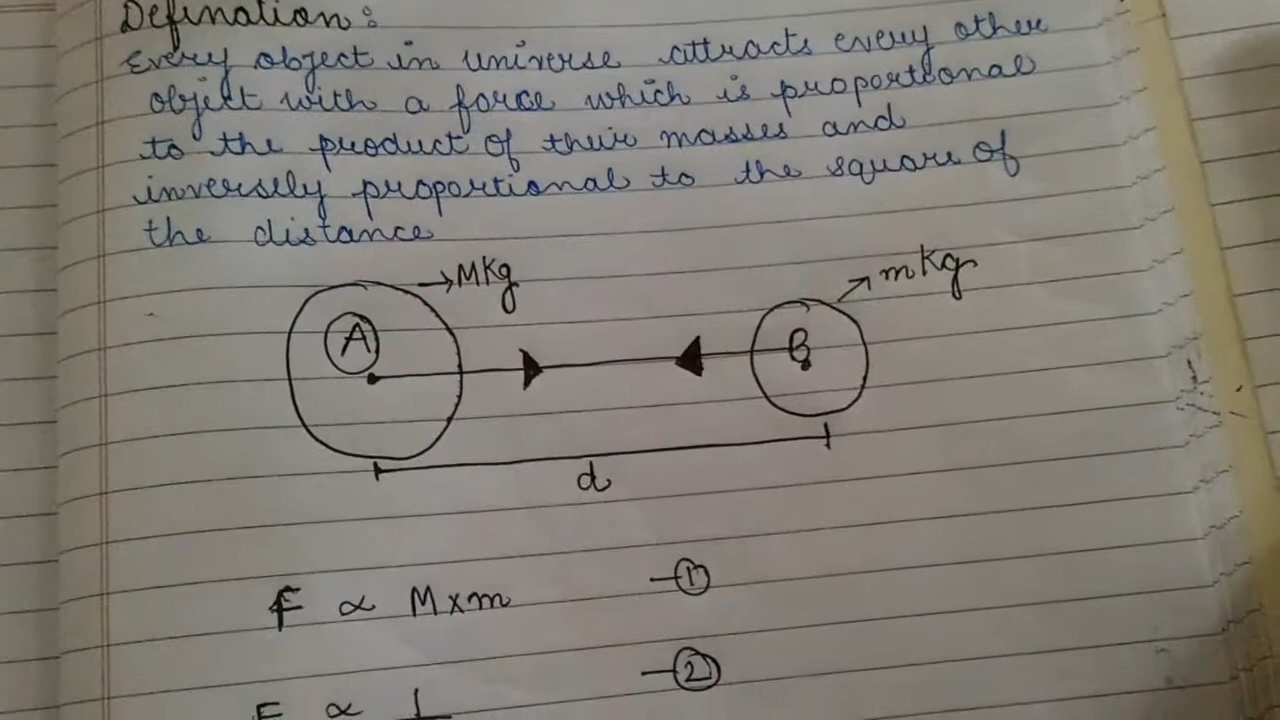 Defination:
Every object in universe attracts every other
object with a force which is proportional
to the product of their masses and
inversely proportional to the square of
the distance
→MKg
→mKg
A
B
d
F ∝ M×m —①
—②
F ∝ 1